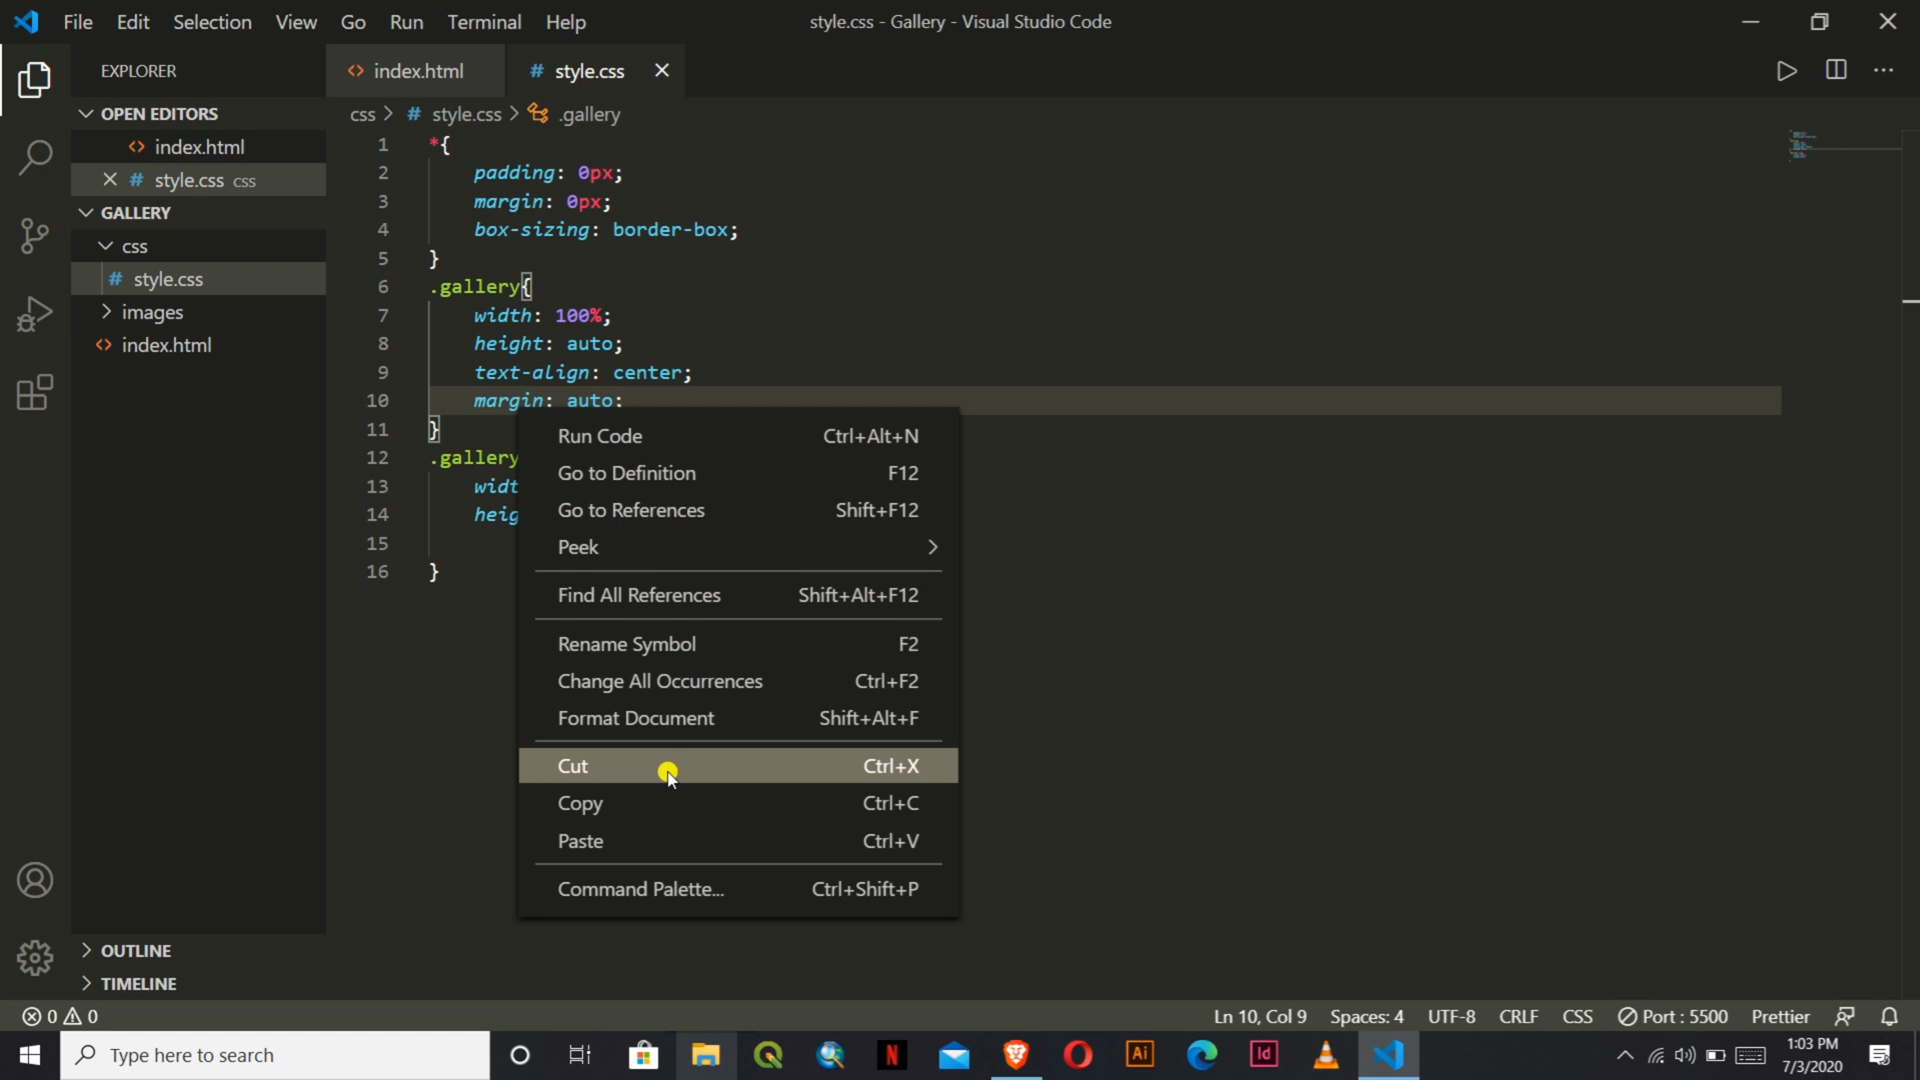 File Edit Selection View Go Run Terminal Help
style.css - Gallery - Visual Studio Code
EXPLORER
OPEN EDITORS
<> index.html
# style.css css
GALLERY
css
# style.css
images
<> index.html
OUTLINE
TIMELINE
<> index.html
# style.css
css > # style.css > .gallery
1 *{
2 padding: 0px;
3 margin: 0px;
4 box-sizing: border-box;
5 }
6 .gallery{
7 width: 100%;
8 height: auto;
9 text-align: center;
10 margin: auto;
11 }
12 .gallery
13 widt
14 heig
15
16 }
Run Code Ctrl+Alt+N
Go to Definition F12
Go to References Shift+F12
Peek
Find All References Shift+Alt+F12
Rename Symbol F2
Change All Occurrences Ctrl+F2
Format Document Shift+Alt+F
Cut Ctrl+X
Copy Ctrl+C
Paste Ctrl+V
Command Palette... Ctrl+Shift+P
0 0
Ln 10, Col 9 Spaces: 4 UTF-8 CRLF CSS Port : 5500 Prettier
Type here to search
N
Ai
Id
1:03 PM
7/3/2020